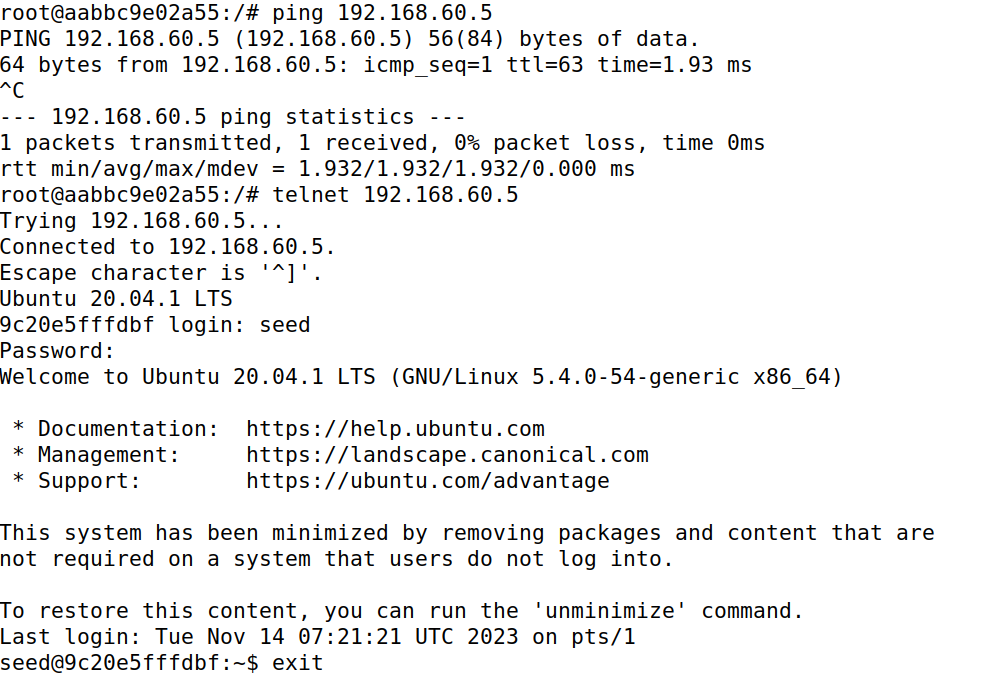 root@aabbc9e02a55:/# ping 192.168.60.5
PING 192.168.60.5 (192.168.60.5) 56(84) bytes of data.
64 bytes from 192.168.60.5: icmp_seq=1 ttl=63 time=1.93 ms
^C
--- 192.168.60.5 ping statistics ---
1 packets transmitted, 1 received, 0% packet loss, time 0ms
rtt min/avg/max/mdev = 1.932/1.932/1.932/0.000 ms
root@aabbc9e02a55:/# telnet 192.168.60.5
Trying 192.168.60.5...
Connected to 192.168.60.5.
Escape character is '^]'.
Ubuntu 20.04.1 LTS
9c20e5fffdbf login: seed
Password:
Welcome to Ubuntu 20.04.1 LTS (GNU/Linux 5.4.0-54-generic x86_64)

 * Documentation:  https://help.ubuntu.com
 * Management:     https://landscape.canonical.com
 * Support:        https://ubuntu.com/advantage

This system has been minimized by removing packages and content that are
not required on a system that users do not log into.

To restore this content, you can run the 'unminimize' command.
Last login: Tue Nov 14 07:21:21 UTC 2023 on pts/1
seed@9c20e5fffdbf:~$ exit